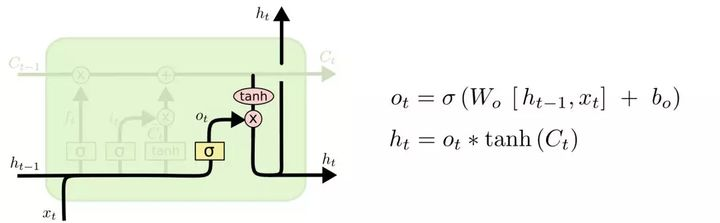 h_t
C_{t-1}
C_t
tanh
f_t
i_t
C̃_t
o_t
σ
σ
tanh
σ
h_{t-1}
h_t
x_t
o_t = σ (W_o [h_{t-1}, x_t] + b_o)
h_t = o_t * tanh (C_t)